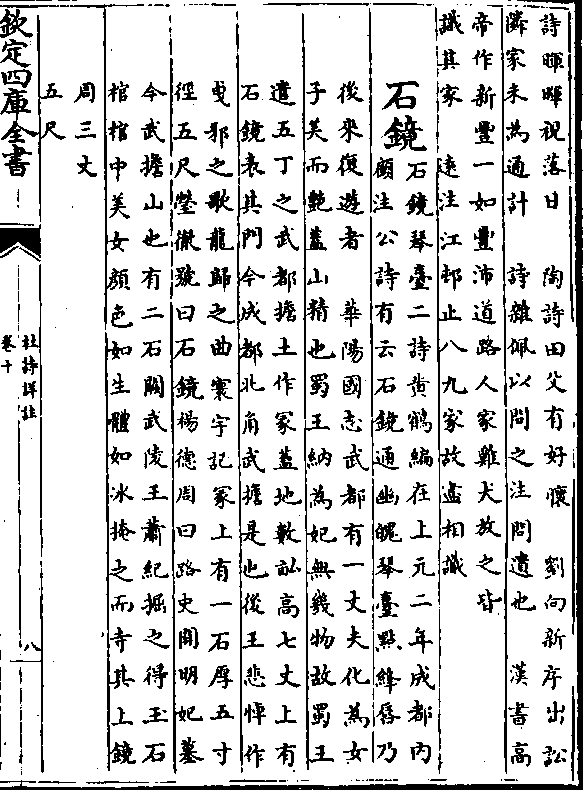 詩暉暉視落日　陶詩田父有好懷　劉向新序出訟
隣家未為通計　詩雜佩以問之注問遺也　漢書高
帝作新豐一如豐沛道路人家雞犬放之皆
識其家　遠注江邨止八九家故盡相識
石鏡
石鏡琴臺二詩黄鶴編在上元二年成都内
顧注公詩有云石鏡通幽魄琴臺點絳唇乃
後來復遊者　華陽國志武都有一丈夫化為女
子美而艷蓋山精也蜀王納為妃無幾物故蜀王
遣五丁之武都擔土作冢蓋地數畝高七丈上有
石鏡表其門今成都北角武擔是也後王悲悼作
臾邪之歌龍歸之曲寰宇記冢上有一石厚五寸
徑五尺瑩徹號曰石鏡楊德周曰路史開明妃墓
今武擔山也有二石闕武陵王蕭紀掘之得玉石
棺棺中美女顔色如生體如冰掩之而寺其上鏡
周三丈
五尺
欽定四庫全書
杜詩詳註
卷十
八